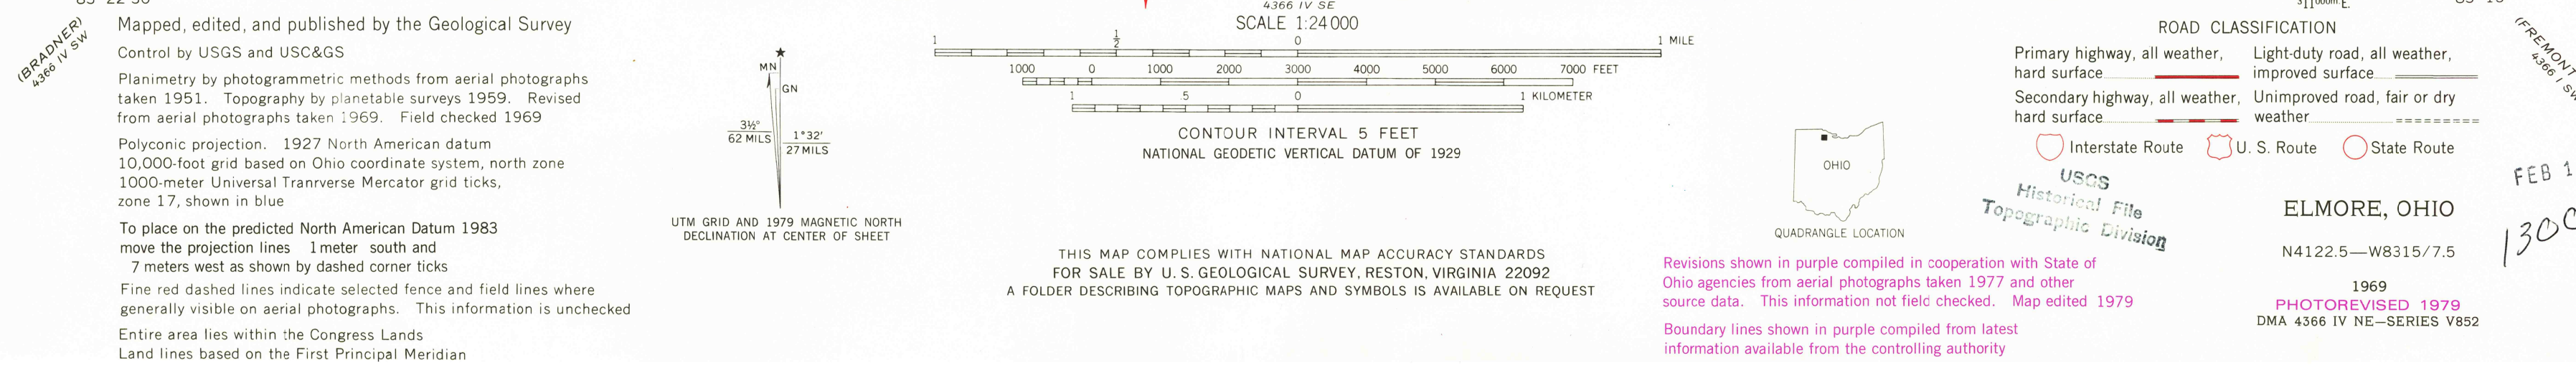 (BRADNER)
4366 IV SW
Mapped, edited, and published by the Geological Survey
Control by USGS and USC&GS
Planimetry by photogrammetric methods from aerial photographs
taken 1951. Topography by planetable surveys 1959. Revised
from aerial photographs taken 1969. Field checked 1969
Polyconic projection. 1927 North American datum
10,000-foot grid based on Ohio coordinate system, north zone
1000-meter Universal Tranrverse Mercator grid ticks,
zone 17, shown in blue
To place on the predicted North American Datum 1983
move the projection lines 1 meter south and
7 meters west as shown by dashed corner ticks
Fine red dashed lines indicate selected fence and field lines where
generally visible on aerial photographs. This information is unchecked
Entire area lies within the Congress Lands
Land lines based on the First Principal Meridian
★
MN
GN
3½°
62 MILS
1°32′
27 MILS
UTM GRID AND 1979 MAGNETIC NORTH
DECLINATION AT CENTER OF SHEET
4366 IV SE
SCALE 1:24 000
1 ½ 0 1 MILE
1000 0 1000 2000 3000 4000 5000 6000 7000 FEET
1 .5 0 1 KILOMETER
CONTOUR INTERVAL 5 FEET
NATIONAL GEODETIC VERTICAL DATUM OF 1929
THIS MAP COMPLIES WITH NATIONAL MAP ACCURACY STANDARDS
FOR SALE BY U. S. GEOLOGICAL SURVEY, RESTON, VIRGINIA 22092
A FOLDER DESCRIBING TOPOGRAPHIC MAPS AND SYMBOLS IS AVAILABLE ON REQUEST
OHIO
QUADRANGLE LOCATION
Revisions shown in purple compiled in cooperation with State of
Ohio agencies from aerial photographs taken 1977 and other
source data. This information not field checked. Map edited 1979
Boundary lines shown in purple compiled from latest
information available from the controlling authority
ROAD CLASSIFICATION
Primary highway, all weather,
hard surface
Light-duty road, all weather,
improved surface
Secondary highway, all weather,
hard surface
Unimproved road, fair or dry
weather
Interstate Route U. S. Route State Route
USGS
Historical File
Topographic Division
ELMORE, OHIO
N4122.5—W8315/7.5
1969
PHOTOREVISED 1979
DMA 4366 IV NE—SERIES V852
(FREMONT
4366 I SW
FEB 1
1300